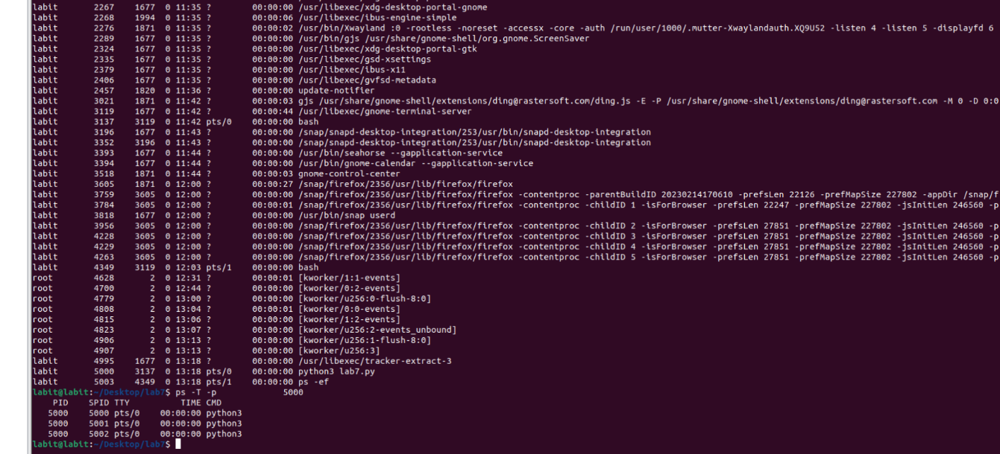 labit 2267 1677 0 11:35 ? 00:00:00 /usr/libexec/xdg-desktop-portal-gnome
labit 2268 1994 0 11:35 ? 00:00:06 /usr/libexec/ibus-engine-simple
labit 2276 1871 0 11:35 ? 00:00:02 /usr/bin/Xwayland :0 -rootless -noreset -accessx -core -auth /run/user/1000/.mutter-Xwaylandauth.XQ9U52 -listen 4 -listen 5 -displayfd 6
labit 2289 1677 0 11:35 ? 00:00:00 /usr/bin/gjs /usr/share/gnome-shell/org.gnome.ScreenSaver
labit 2324 1677 0 11:35 ? 00:00:00 /usr/libexec/xdg-desktop-portal-gtk
labit 2335 1677 0 11:35 ? 00:00:00 /usr/libexec/gsd-xsettings
labit 2379 1677 0 11:35 ? 00:00:00 /usr/libexec/ibus-x11
labit 2406 1677 0 11:35 ? 00:00:00 /usr/libexec/gvfsd-metadata
labit 2457 1820 0 11:36 ? 00:00:00 update-notifier
labit 3021 1871 0 11:42 ? 00:00:03 gjs /usr/share/gnome-shell/extensions/ding@rastersoft.com/ding.js -E -P /usr/share/gnome-shell/extensions/ding@rastersoft.com -M 0 -D 0:0
labit 3119 1677 0 11:42 ? 00:00:44 /usr/libexec/gnome-terminal-server
labit 3137 3119 0 11:42 pts/0 00:00:00 bash
labit 3196 1677 0 11:43 ? 00:00:00 /snap/snapd-desktop-integration/253/usr/bin/snapd-desktop-integration
labit 3352 3196 0 11:43 ? 00:00:00 /snap/snapd-desktop-integration/253/usr/bin/snapd-desktop-integration
labit 3393 1677 0 11:44 ? 00:00:00 /usr/bin/seahorse --gapplication-service
labit 3394 1677 0 11:44 ? 00:00:00 /usr/bin/gnome-calendar --gapplication-service
labit 3518 1871 0 11:44 ? 00:00:03 gnome-control-center
labit 3605 1871 0 12:00 ? 00:00:27 /snap/firefox/2356/usr/lib/firefox/firefox
labit 3759 3605 0 12:00 ? 00:00:00 /snap/firefox/2356/usr/lib/firefox/firefox -contentproc -parentBuildID 20230214170610 -prefsLen 22126 -prefMapSize 227802 -appDir /snap/f
labit 3784 3605 0 12:00 ? 00:00:01 /snap/firefox/2356/usr/lib/firefox/firefox -contentproc -childID 1 -isForBrowser -prefsLen 22247 -prefMapSize 227802 -jsInitLen 246560 -p
labit 3818 1677 0 12:00 ? 00:00:00 /usr/bin/snap userd
labit 3956 3605 0 12:00 ? 00:00:00 /snap/firefox/2356/usr/lib/firefox/firefox -contentproc -childID 2 -isForBrowser -prefsLen 27851 -prefMapSize 227802 -jsInitLen 246560 -p
labit 4228 3605 0 12:00 ? 00:00:00 /snap/firefox/2356/usr/lib/firefox/firefox -contentproc -childID 3 -isForBrowser -prefsLen 27851 -prefMapSize 227802 -jsInitLen 246560 -p
labit 4229 3605 0 12:00 ? 00:00:00 /snap/firefox/2356/usr/lib/firefox/firefox -contentproc -childID 4 -isForBrowser -prefsLen 27851 -prefMapSize 227802 -jsInitLen 246560 -p
labit 4263 3605 0 12:00 ? 00:00:00 /snap/firefox/2356/usr/lib/firefox/firefox -contentproc -childID 5 -isForBrowser -prefsLen 27851 -prefMapSize 227802 -jsInitLen 246560 -p
labit 4349 3119 0 12:03 pts/1 00:00:00 bash
root 4628 2 0 12:31 ? 00:00:01 [kworker/1:1-events]
root 4700 2 0 12:44 ? 00:00:00 [kworker/0:2-events]
root 4779 2 0 13:00 ? 00:00:00 [kworker/u256:0-flush-8:0]
root 4808 2 0 13:04 ? 00:00:01 [kworker/0:0-events]
root 4815 2 0 13:06 ? 00:00:00 [kworker/1:2-events]
root 4823 2 0 13:07 ? 00:00:00 [kworker/u256:2-events_unbound]
root 4906 2 0 13:13 ? 00:00:00 [kworker/u256:1-flush-8:0]
root 4907 2 0 13:13 ? 00:00:00 [kworker/u256:3]
labit 4995 1677 0 13:18 ? 00:00:00 /usr/libexec/tracker-extract-3
labit 5000 3137 0 13:18 pts/0 00:00:00 python3 lab7.py
labit 5003 4349 0 13:18 pts/1 00:00:00 ps -ef
labit@labit:~/Desktop/lab7$ ps -T -p 5000
PID SPID TTY TIME CMD
5000 5000 pts/0 00:00:00 python3
5000 5001 pts/0 00:00:00 python3
5000 5002 pts/0 00:00:00 python3
labit@labit:~/Desktop/lab7$